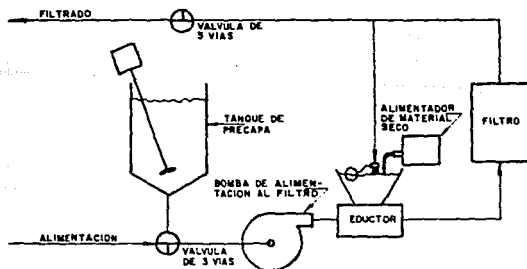 FILTRADO
VALVULA DE
3 VIAS
ALIMENTADOR
DE MATERIAL
SECO
TANQUE DE
PRECAPA
FILTRO
BOMBA DE ALIMEN-
TACION AL FILTRO
EDUCTOR
ALIMENTACION
VALVULA
DE 3 VIAS